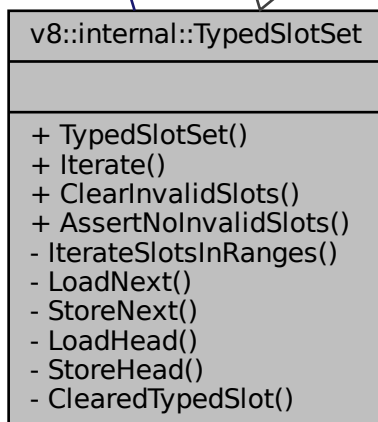 v8::internal::TypedSlotSet
+ TypedSlotSet()
+ Iterate()
+ ClearInvalidSlots()
+ AssertNoInvalidSlots()
- IterateSlotsInRanges()
- LoadNext()
- StoreNext()
- LoadHead()
- StoreHead()
- ClearedTypedSlot()